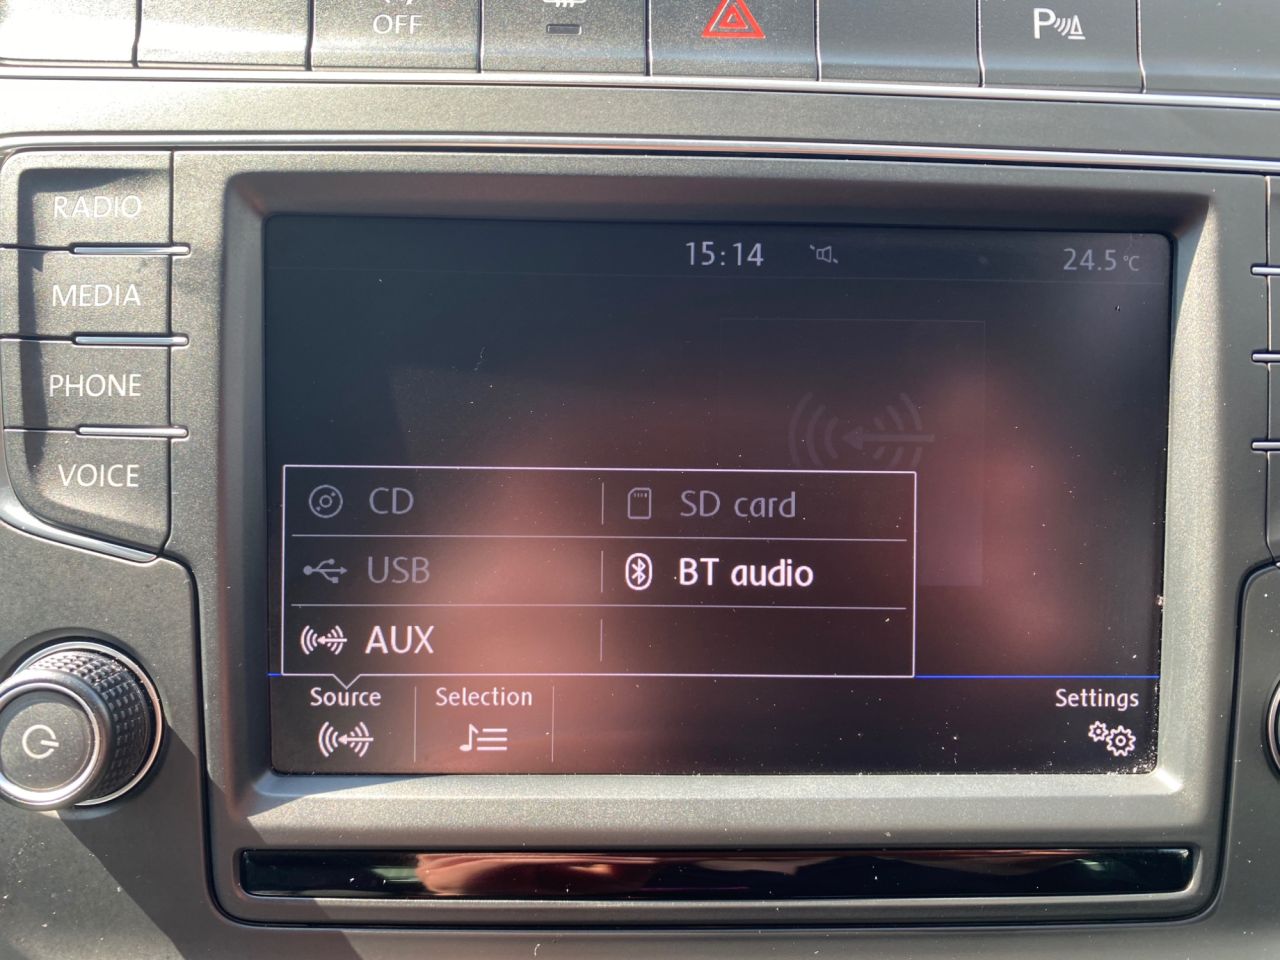 OFF
P
RADIO
MEDIA
PHONE
VOICE
15:14
24.5 °C
CD
SD card
USB
BT audio
AUX
Source
Selection
Settings